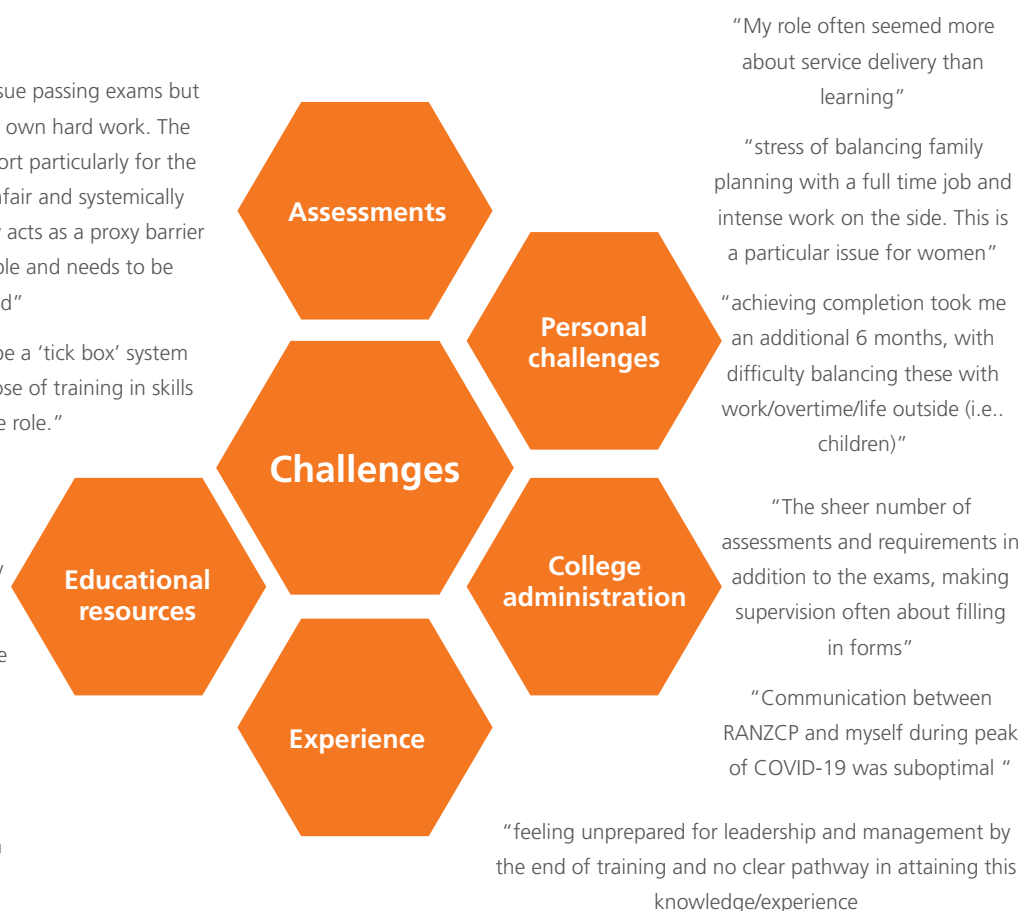 “My role often seemed more
about service delivery than
learning”
“stress of balancing family
planning with a full time job and
intense work on the side. This is
a particular issue for women”
“achieving completion took me
an additional 6 months, with
difficulty balancing these with
work/overtime/life outside (i.e..
children)”
“The sheer number of
assessments and requirements in
addition to the exams, making
supervision often about filling
in forms”
“Communication between
RANZCP and myself during peak
of COVID-19 was suboptimal “
“feeling unprepared for leadership and management by
the end of training and no clear pathway in attaining this
knowledge/experience
passing exams but
own hard work. The
particularly for the
and systemically
acts as a proxy barrier
and needs to be
be a ‘tick box’ system
of training in skills
role.”
Assessments
Personal
challenges
Challenges
Educational
resources
College
administration
Experience